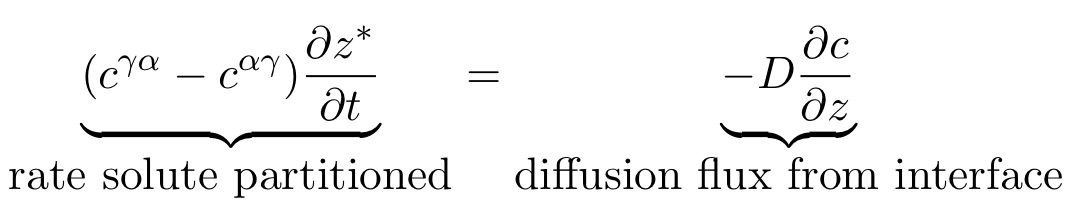 (c^{γα} − c^{αγ}) ∂z*/∂t = −D ∂c/∂z
rate solute partitioned diffusion flux from interface